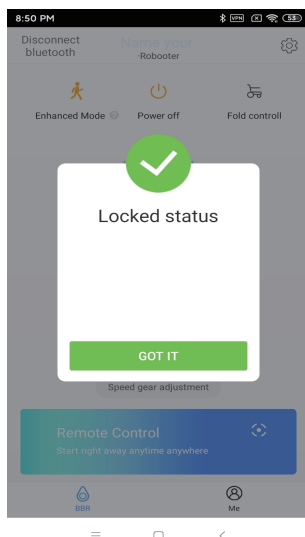 8:50 PM
VPN
53
Disconnect
bluetooth
Name your
-Robooter
Enhanced Mode
Power off
Fold controll
Locked status
GOT IT
Speed gear adjustment
Remote Control
Start right away anytime anywhere
BBR
Me